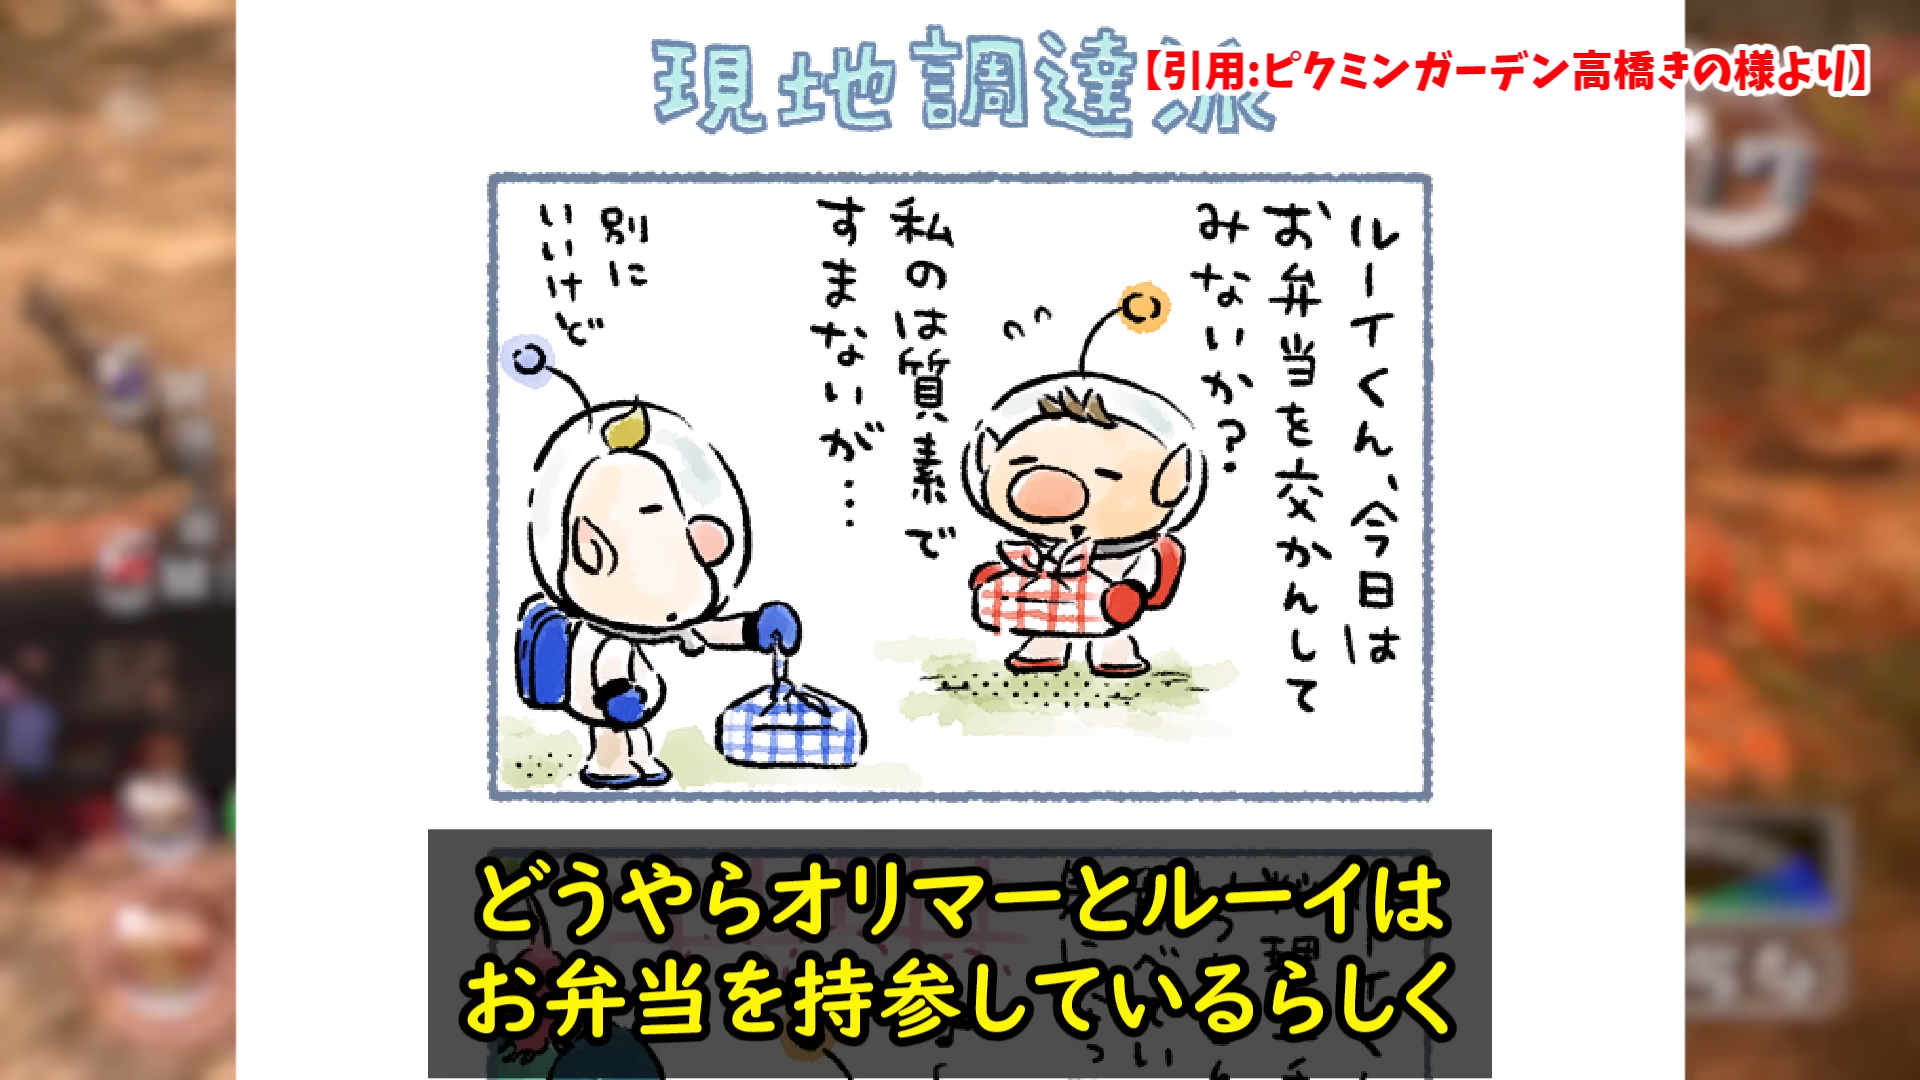 現地調達派
【引用:ピクミンガーデン高橋きの様より】
ルーイくん、今日は
お弁当を交かんして
みないか？
私のは質素で
すまないが…
別に
いいけど
どうやらオリマーとルーイは
お弁当を持参しているらしく